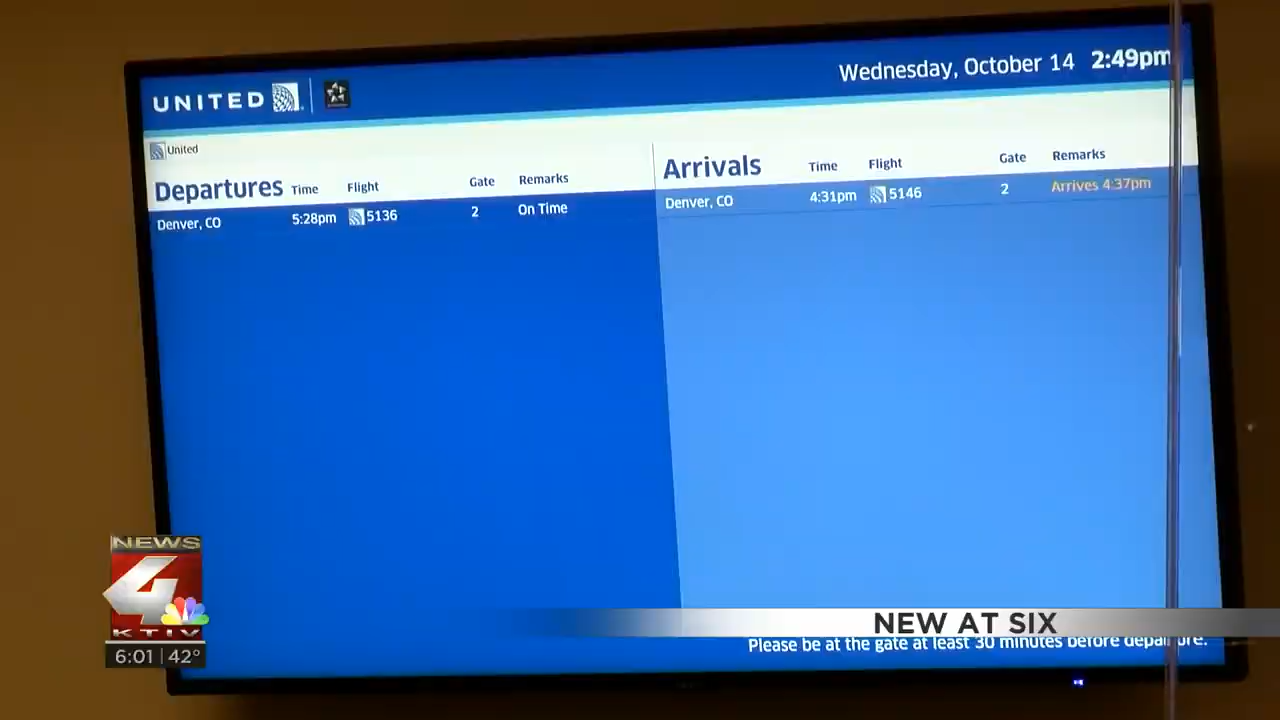 Wednesday, October 14 2:49pm
UNITED
United
Departures Time Flight Gate Remarks
Denver, CO 5:28pm 5136 2 On Time
Arrivals Time Flight Gate Remarks
Denver, CO 4:31pm 5146 2 Arrives 4:37pm
NEWS
4
KTIV
6:01 42°
NEW AT SIX
Please be at the gate at least 30 minutes before departure.